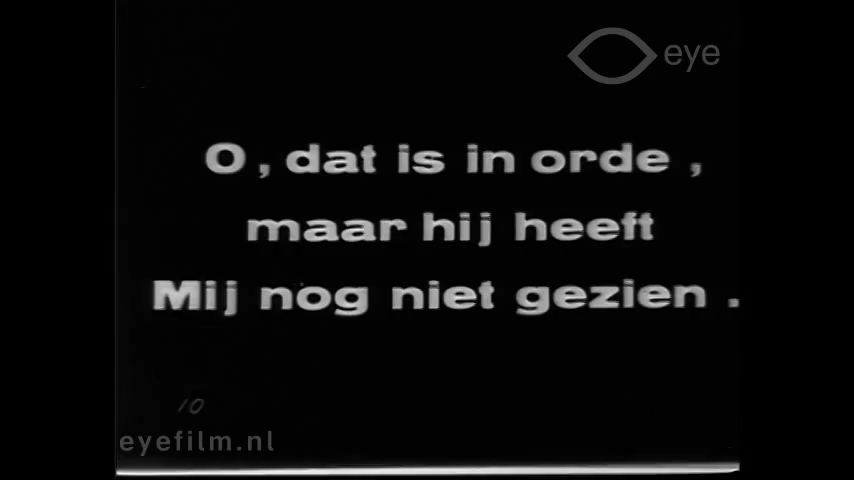 eye
O, dat is in orde,
maar hij heeft
Mij nog niet gezien.
10
eyefilm.nl